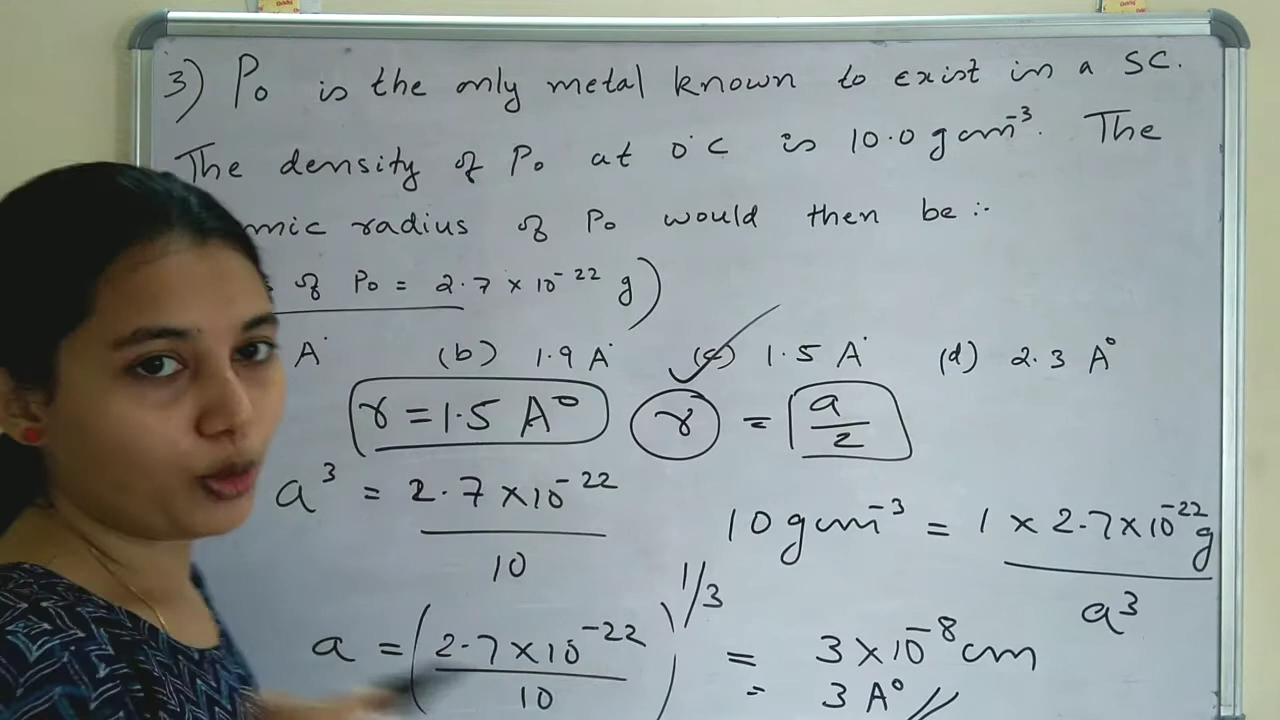 3) Po is the only metal known to exist in a SC.
The density of Po at 0°C is 10.0 g cm⁻³. The
mic radius of Po would then be :-
of Po = 2.7 × 10⁻²² g)
A° (b) 1.9 A° (c) 1.5 A° (d) 2.3 A°
r = 1.5 A° r = a/2
a³ = 2.7 × 10⁻²² / 10
10 g cm⁻³ = 1 × 2.7 × 10⁻²² g / a³
a = (2.7 × 10⁻²² / 10)^1/3 = 3 × 10⁻⁸ cm
= 3 A° //